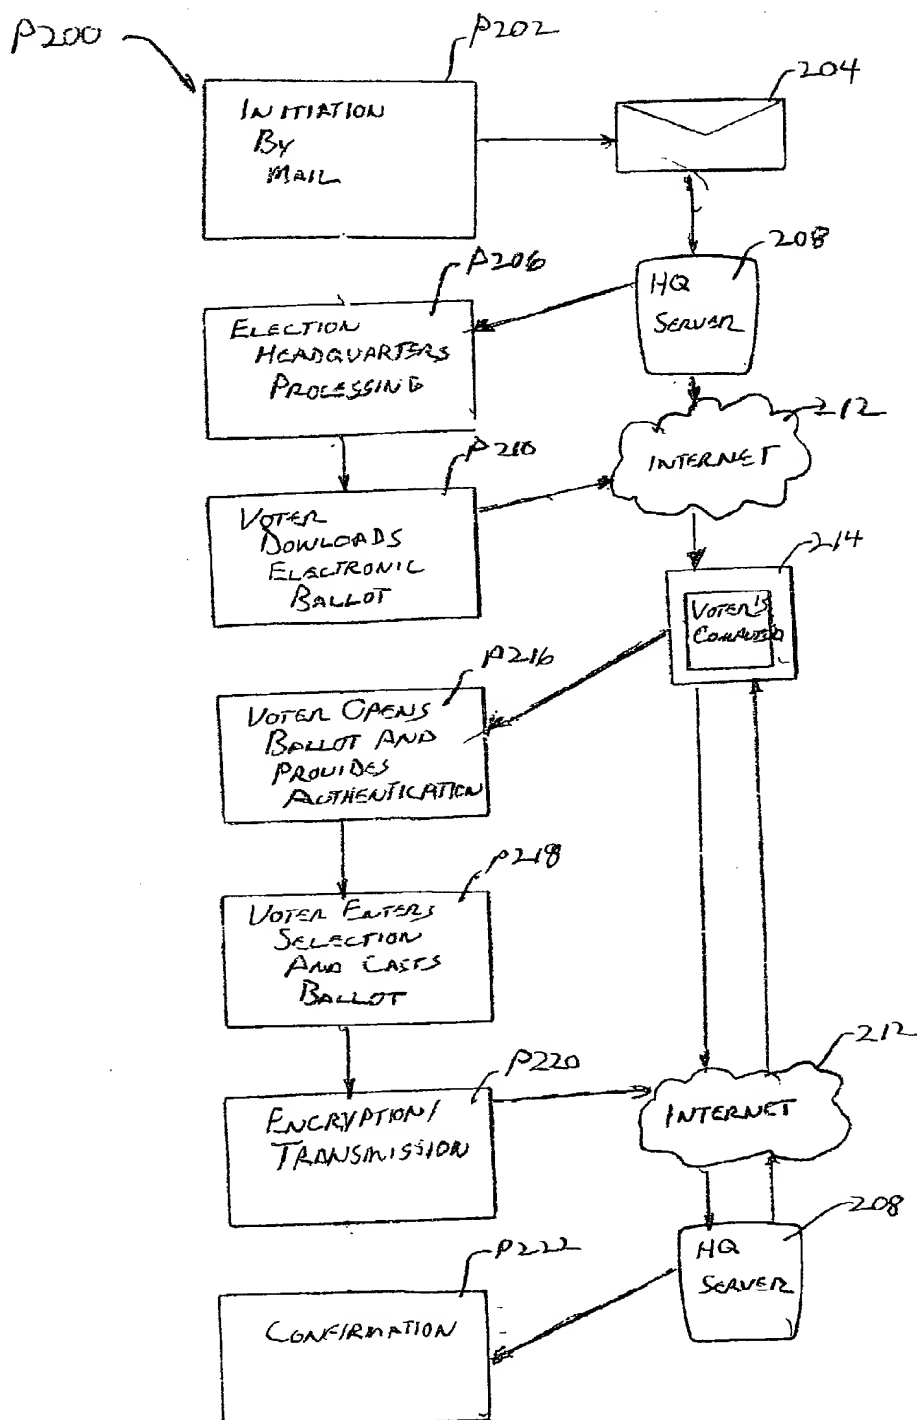 P200
P202
INITIATION
BY
MAIL
204
208
HQ
SERVER
P206
ELECTION
HEADQUARTERS
PROCESSING
212
INTERNET
P210
VOTER
DOWLOADS
ELECTRONIC
BALLOT
214
VOTER'S
COMPUTER
P216
VOTER OPENS
BALLOT AND
PROVIDES
AUTHENTICATION
P218
VOTER ENTERS
SELECTION
AND CASTS
BALLOT
212
INTERNET
P220
ENCRYPTION/
TRANSMISSION
208
HQ
SERVER
P222
CONFIRMATION